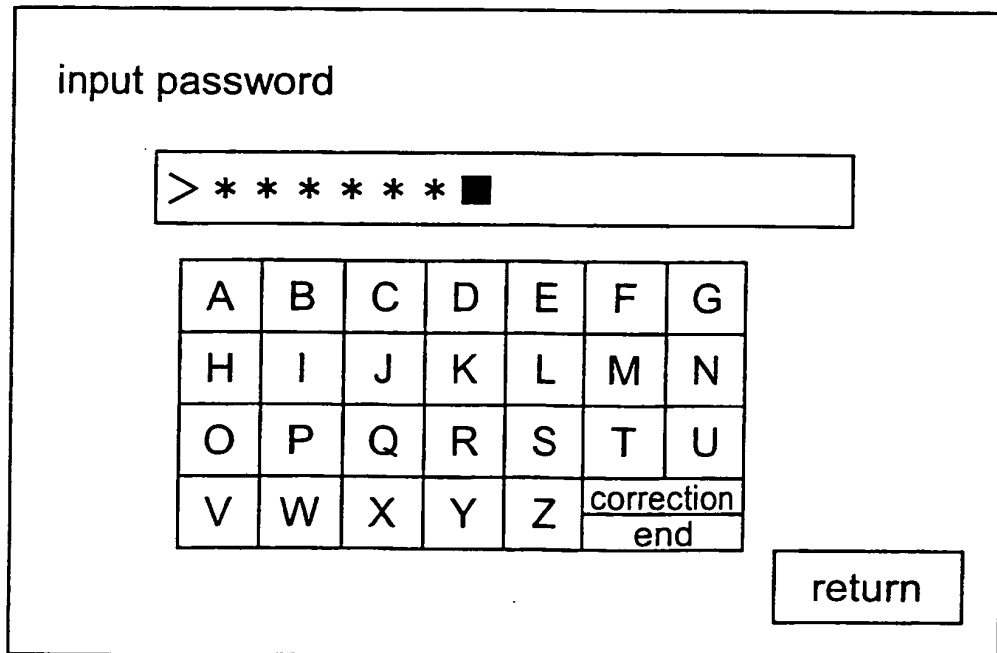 input password
> * * * * * * ■
A B C D E F G
H I J K L M N
O P Q R S T U
V W X Y Z correction
end
return